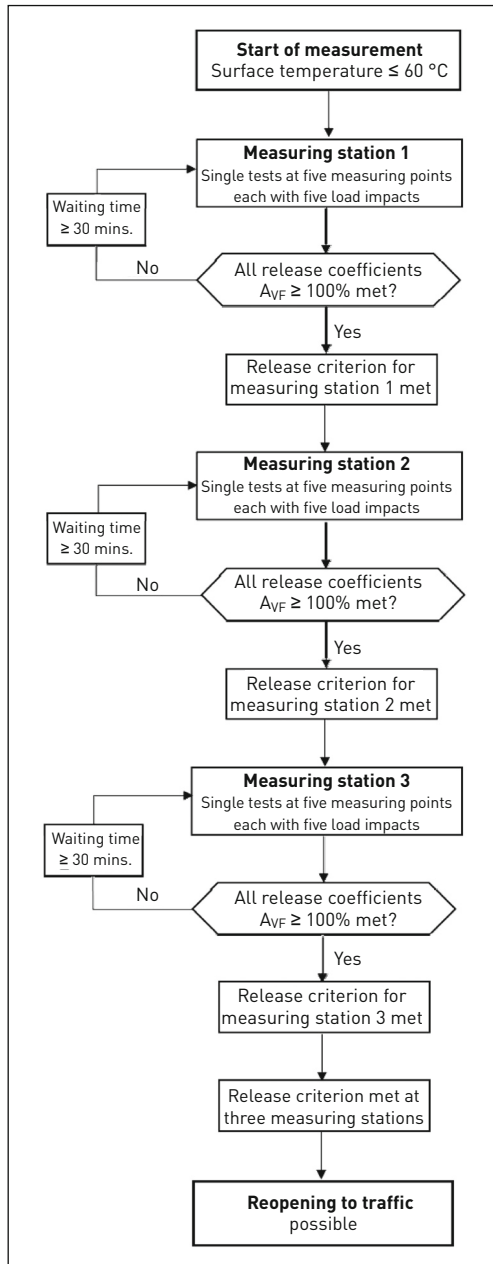 Start of measurement
Surface temperature ≤ 60 °C
Measuring station 1
Single tests at five measuring points
each with five load impacts
Waiting time
≥ 30 mins.
No
All release coefficients
AVF ≥ 100% met?
Yes
Release criterion for
measuring station 1 met
Measuring station 2
Single tests at five measuring points
each with five load impacts
Waiting time
≥ 30 mins.
No
All release coefficients
AVF ≥ 100% met?
Yes
Release criterion for
measuring station 2 met
Measuring station 3
Single tests at five measuring points
each with five load impacts
Waiting time
≥ 30 mins.
No
All release coefficients
AVF ≥ 100% met?
Yes
Release criterion for
measuring station 3 met
Release criterion met at
three measuring stations
Reopening to traffic
possible